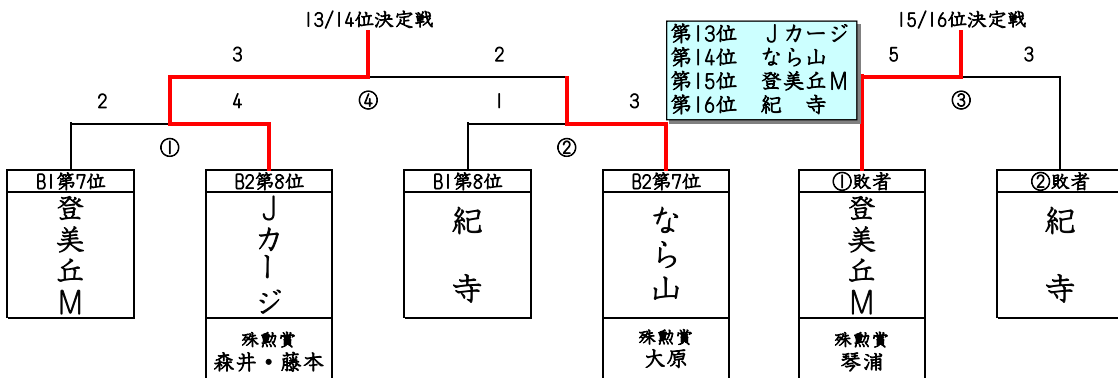 13/14位決定戦
15/16位決定戦
第13位 Jカージ
第14位 なら山
第15位 登美丘M
第16位 紀寺
3
2
5
3
2
4
④
1
3
③
①
②
B1第7位
B2第8位
B1第8位
B2第7位
①敗者
②敗者
登美丘M
Jカージ
紀寺
なら山
登美丘M
紀寺
殊勲賞
森井・藤本
殊勲賞
大原
殊勲賞
琴浦